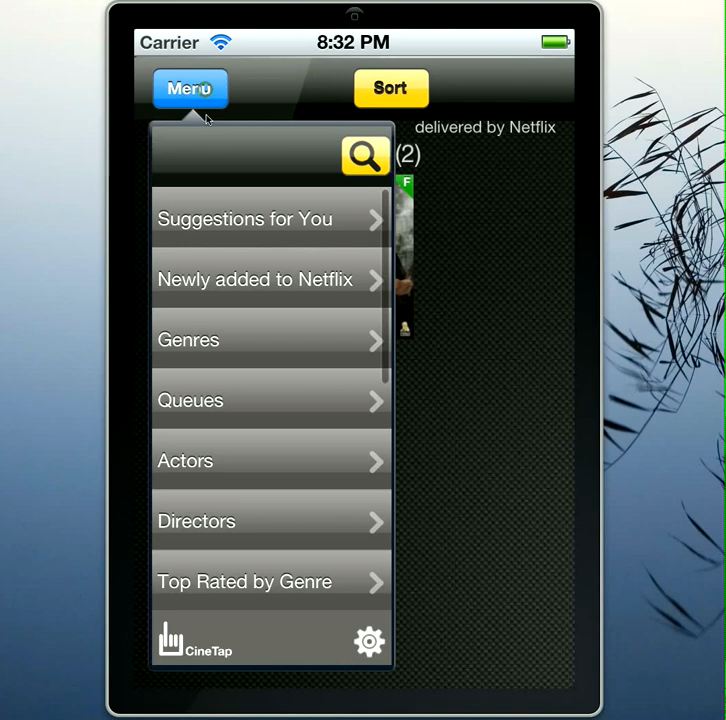 Carrier
8:32 PM
Menu
Sort
delivered by Netflix
(2)
F
Suggestions for You
Newly added to Netflix
Genres
Queues
Actors
Directors
Top Rated by Genre
CineTap